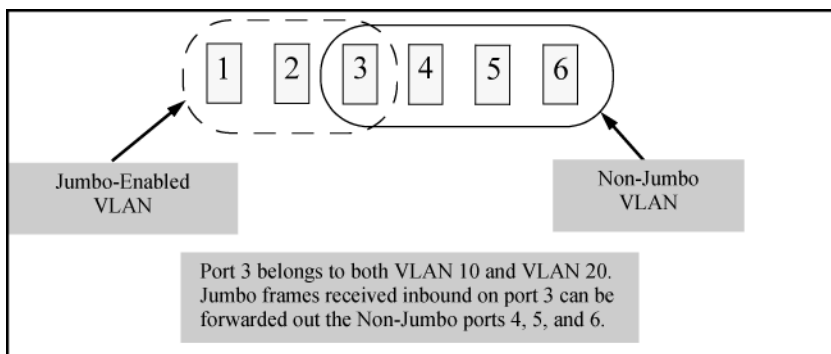 1 2 3 4 5 6
Jumbo-Enabled
VLAN
Non-Jumbo
VLAN
Port 3 belongs to both VLAN 10 and VLAN 20.
Jumbo frames received inbound on port 3 can be
forwarded out the Non-Jumbo ports 4, 5, and 6.